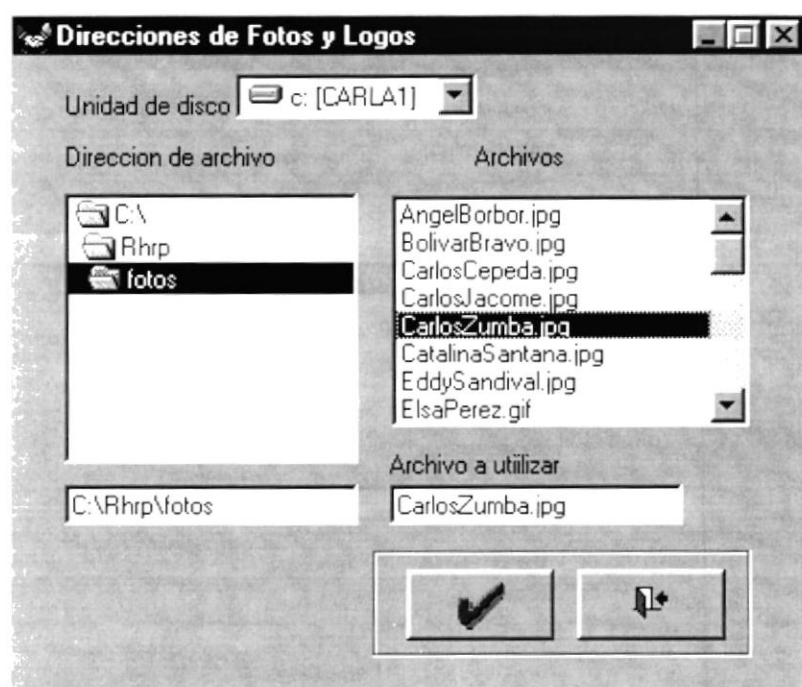 Direcciones de Fotos y Logos
Unidad de disco
c: [CARLA1]
Direccion de archivo
Archivos
C:\
Rhrp
fotos
AngelBorbor.jpg
BolivarBravo.jpg
CarlosCepeda.jpg
CarlosJacome.jpg
CarlosZumba.jpg
CatalinaSantana.jpg
EddySandival.jpg
ElsaPerez.gif
Archivo a utiilizar
C:\Rhrp\fotos
CarlosZumba.jpg